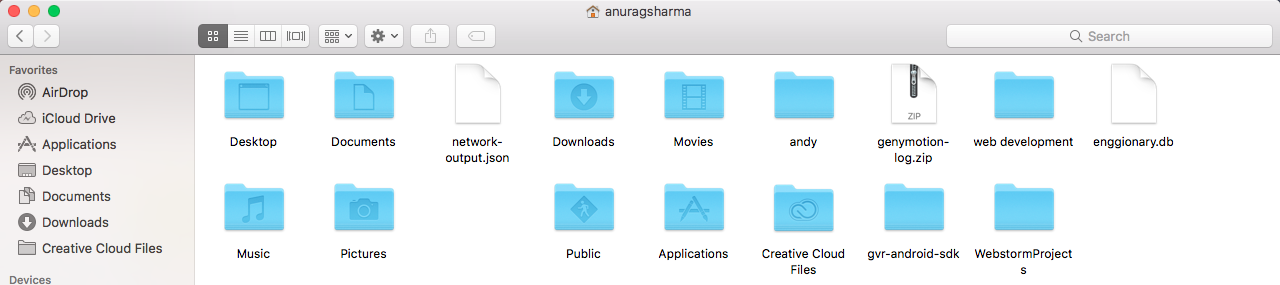 anuragsharma
Search
Favorites
AirDrop
iCloud Drive
Applications
Desktop
Documents
Downloads
Creative Cloud Files
Devices
Desktop
Documents
network-
output.json
Downloads
Movies
andy
ZIP
genymotion-
log.zip
web development
enggionary.db
Music
Pictures
Public
Applications
Creative Cloud
Files
gvr-android-sdk
WebstormProject
s